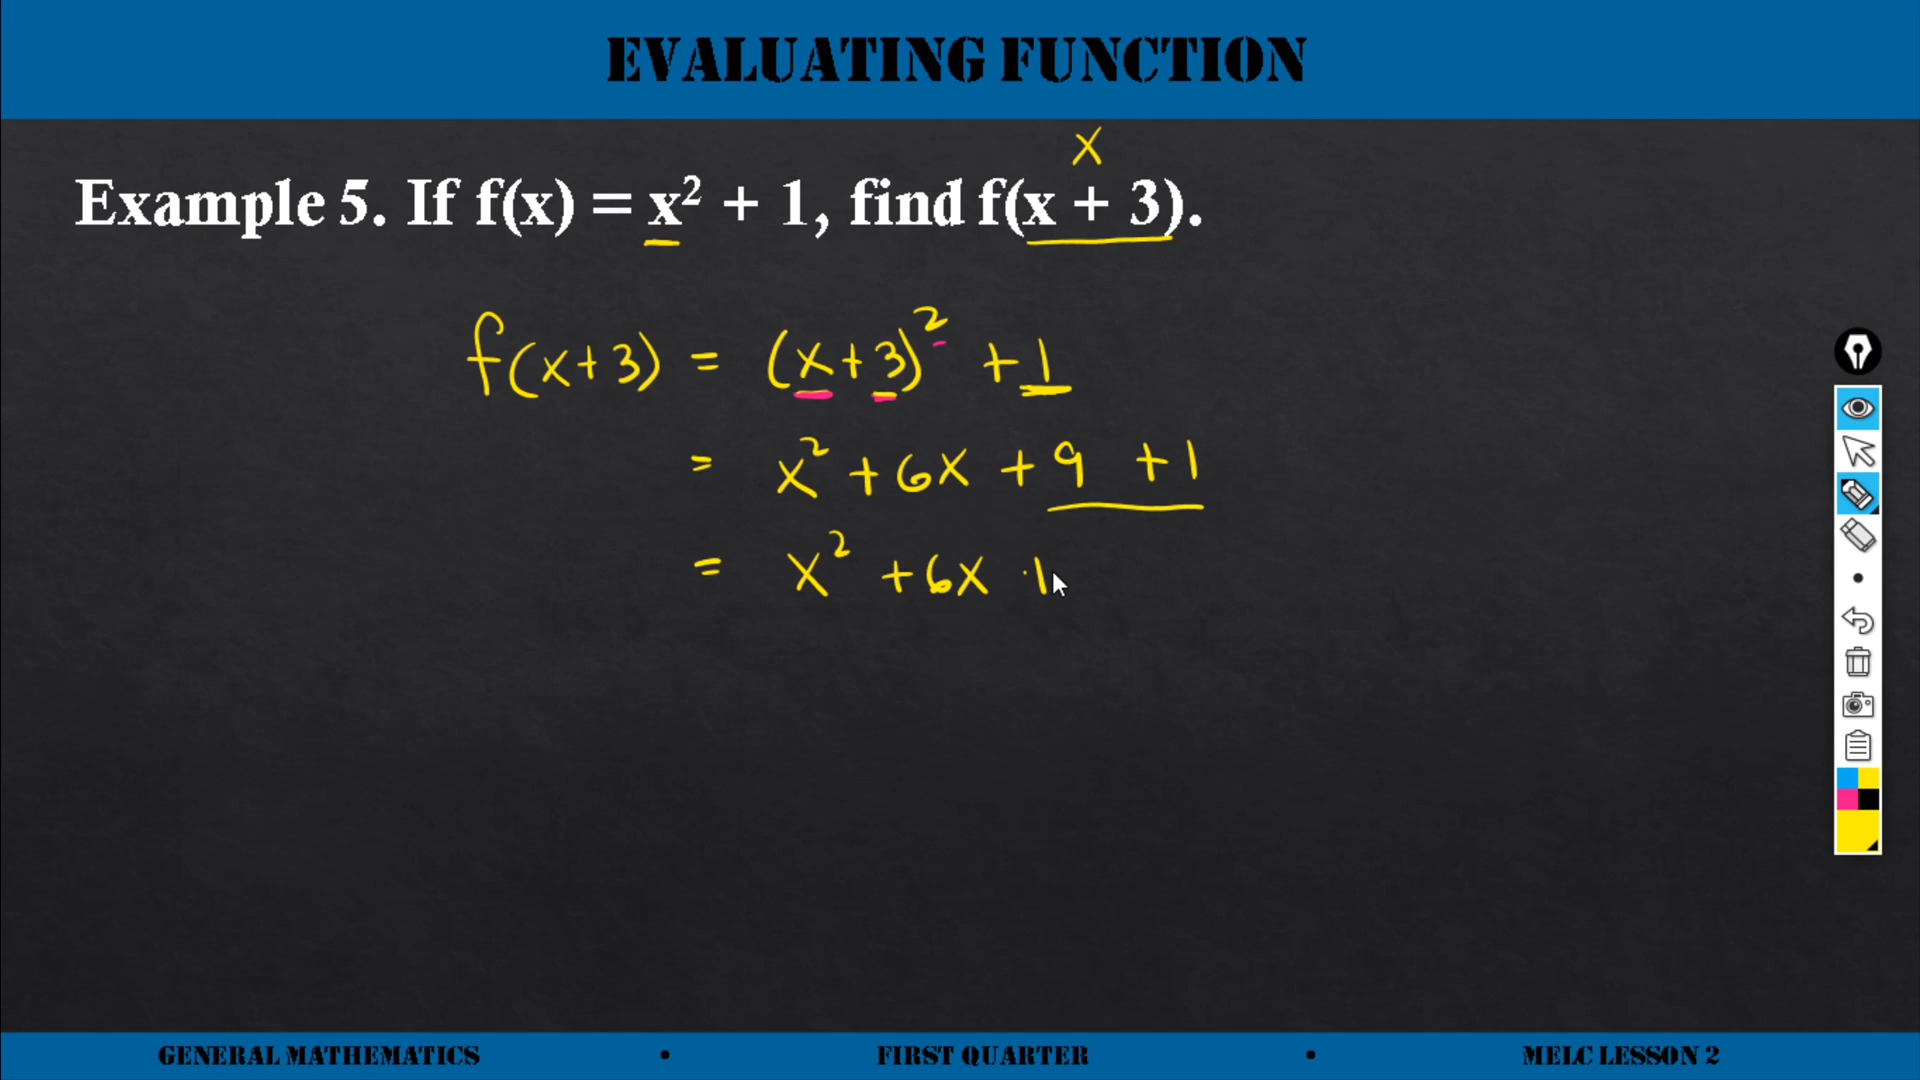 EVALUATING FUNCTION
x
Example 5. If f(x) = x² + 1, find f(x + 3).
f(x+3) = (x+3)² + 1
= x² + 6x + 9 + 1
= x² + 6x · 1
GENERAL MATHEMATICS • FIRST QUARTER • MELC LESSON 2